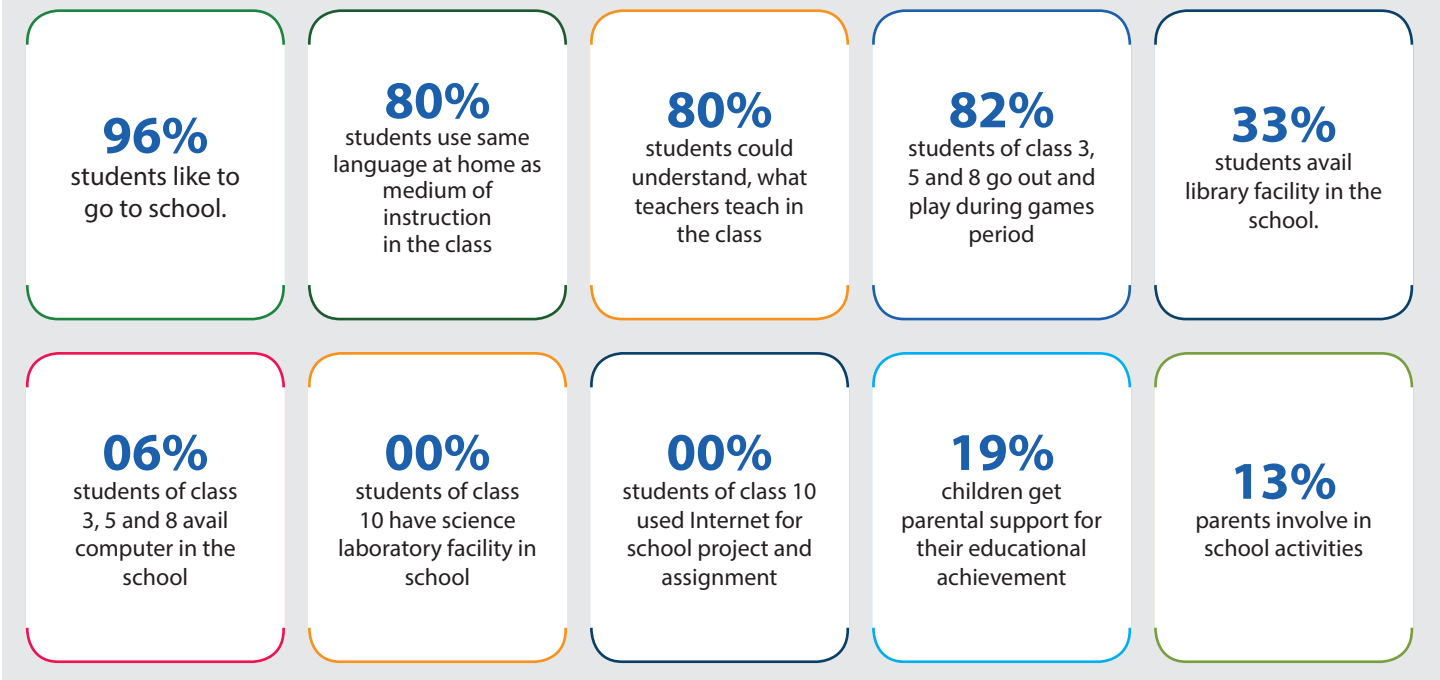 96%
students like to
go to school.
80%
students use same
language at home as
medium of
instruction
in the class
80%
students could
understand, what
teachers teach in
the class
82%
students of class 3,
5 and 8 go out and
play during games
period
33%
students avail
library facility in the
school.
06%
students of class
3, 5 and 8 avail
computer in the
school
00%
students of class
10 have science
laboratory facility in
school
00%
students of class 10
used Internet for
school project and
assignment
19%
children get
parental support for
their educational
achievement
13%
parents involve in
school activities